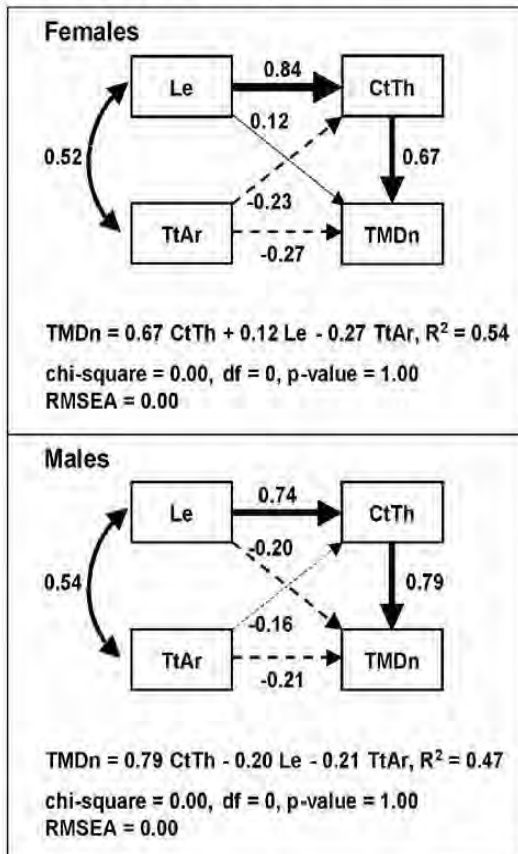 Females
0.84
Le
CtTh
0.12
0.52
0.67
-0.23
TtAr
TMDn
-0.27
TMDn = 0.67 CtTh + 0.12 Le - 0.27 TtAr, R² = 0.54
chi-square = 0.00, df = 0, p-value = 1.00
RMSEA = 0.00
Males
0.74
Le
CtTh
-0.20
0.54
0.79
-0.16
TtAr
TMDn
-0.21
TMDn = 0.79 CtTh - 0.20 Le - 0.21 TtAr, R² = 0.47
chi-square = 0.00, df = 0, p-value = 1.00
RMSEA = 0.00